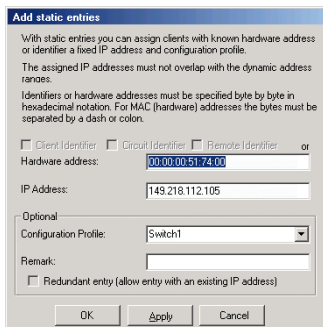 Add static entries
With static entries you can assign clients with known hardware address
or identifier a fixed IP address and configuration profile.
The assigned IP addresses must not overlap with the dynamic address
ranges.
Identifiers or hardware addresses must be specified byte by byte in
hexadecimal notation. For MAC (hardware) addresses the bytes must be
separated by a dash or colon.
Client Identifier Circuit Identifier Remote Identifier or
Hardware address: 00:00:00:51:74:00
IP Address: 149.218.112.105
Optional
Configuration Profile: Switch1
Remark:
Redundant entry (allow entry with an existing IP address)
OK Apply Cancel